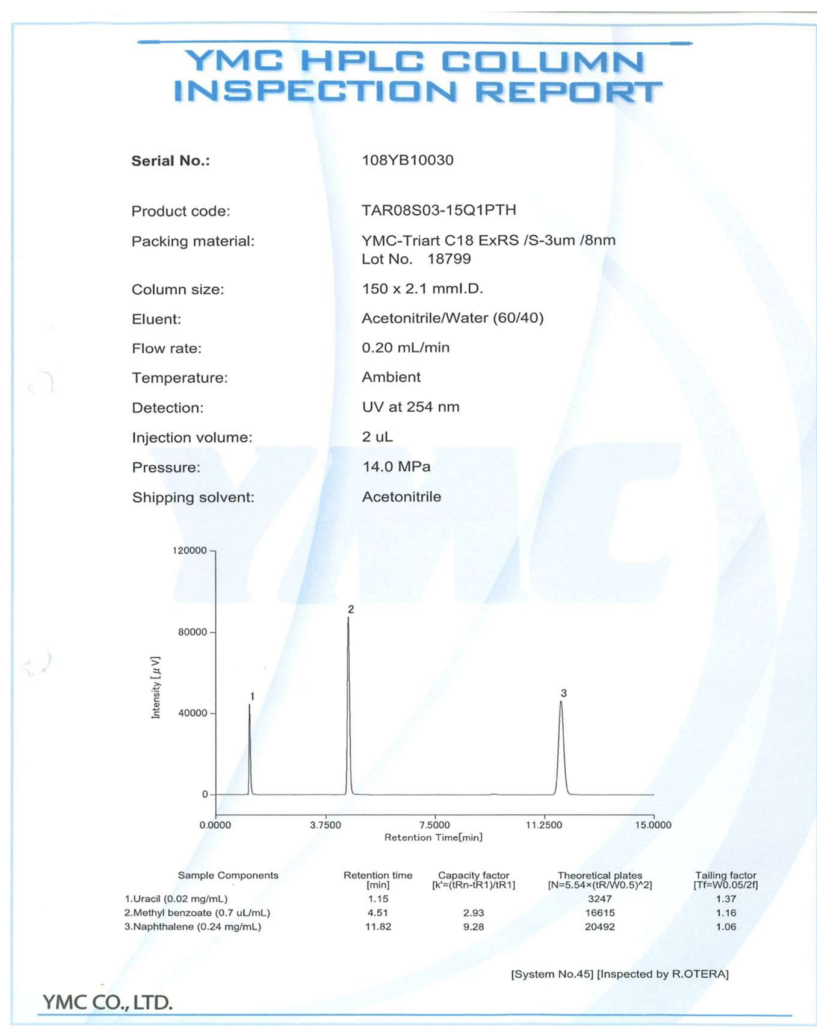 YMC HPLC COLUMN
INSPECTION REPORT
Serial No.: 108YB10030
Product code: TAR08S03-15Q1PTH
Packing material: YMC-Triart C18 ExRS /S-3um /8nm
Lot No. 18799
Column size: 150 x 2.1 mmI.D.
Eluent: Acetonitrile/Water (60/40)
Flow rate: 0.20 mL/min
Temperature: Ambient
Detection: UV at 254 nm
Injection volume: 2 uL
Pressure: 14.0 MPa
Shipping solvent: Acetonitrile
YMC
120000
80000
40000
0
Intensity [μV]
1
2
3
0.0000 3.7500 7.5000 11.2500 15.0000
Retention Time[min]
Sample Components Retention time Capacity factor Theoretical plates Tailing factor
[min] [k'=(tRn-tR1)/tR1] [N=5.54×(tR/W0.5)^2] [Tf=W0.05/2f]
1.Uracil (0.02 mg/mL) 1.15 3247 1.37
2.Methyl benzoate (0.7 uL/mL) 4.51 2.93 16615 1.16
3.Naphthalene (0.24 mg/mL) 11.82 9.28 20492 1.06
[System No.45] [Inspected by R.OTERA]
YMC CO., LTD.